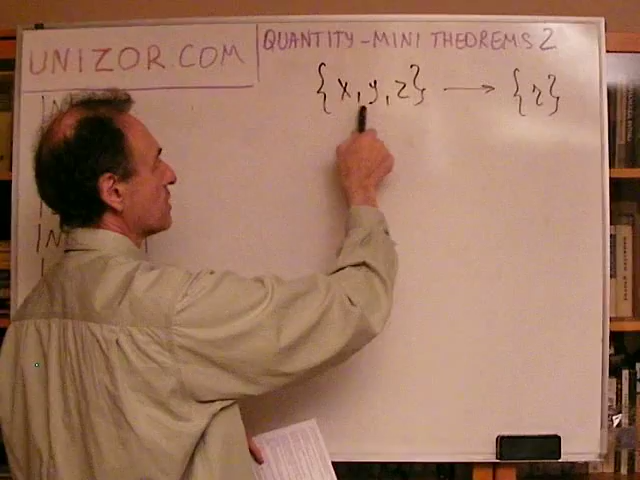 UNIZOR.COM
QUANTITY-MINI THEOREMS 2
{x,y,z} → {z}